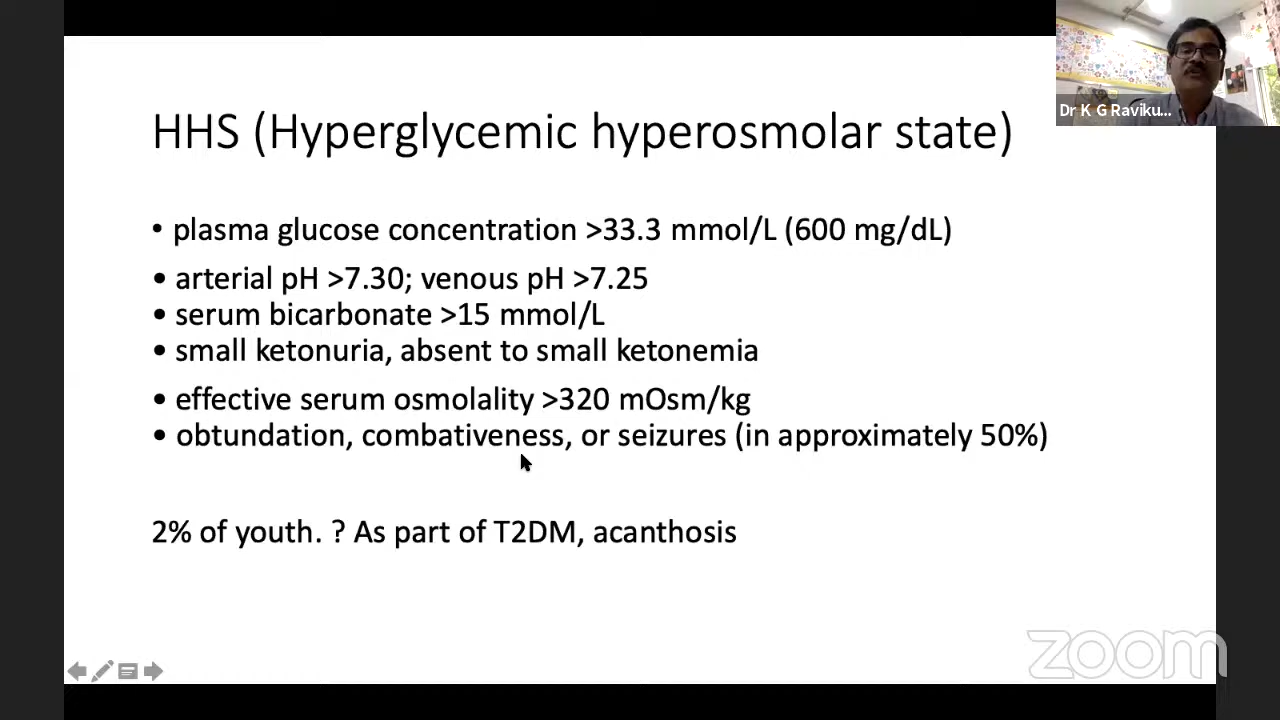 Dr K G Raviku...
HHS (Hyperglycemic hyperosmolar state)
• plasma glucose concentration >33.3 mmol/L (600 mg/dL)
• arterial pH >7.30; venous pH >7.25
• serum bicarbonate >15 mmol/L
• small ketonuria, absent to small ketonemia
• effective serum osmolality >320 mOsm/kg
• obtundation, combativeness, or seizures (in approximately 50%)
2% of youth. ? As part of T2DM, acanthosis
zoom